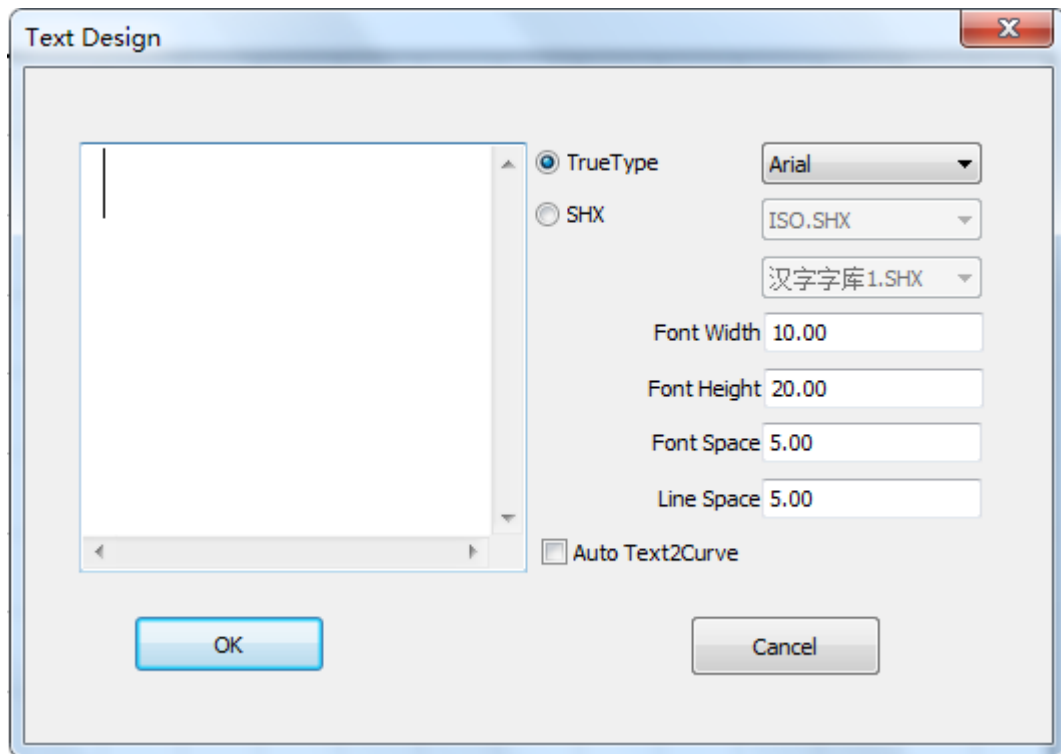 Text Design
TrueType
Arial
SHX
ISO.SHX
汉字字库1.SHX
Font Width 10.00
Font Height 20.00
Font Space 5.00
Line Space 5.00
Auto Text2Curve
OK
Cancel